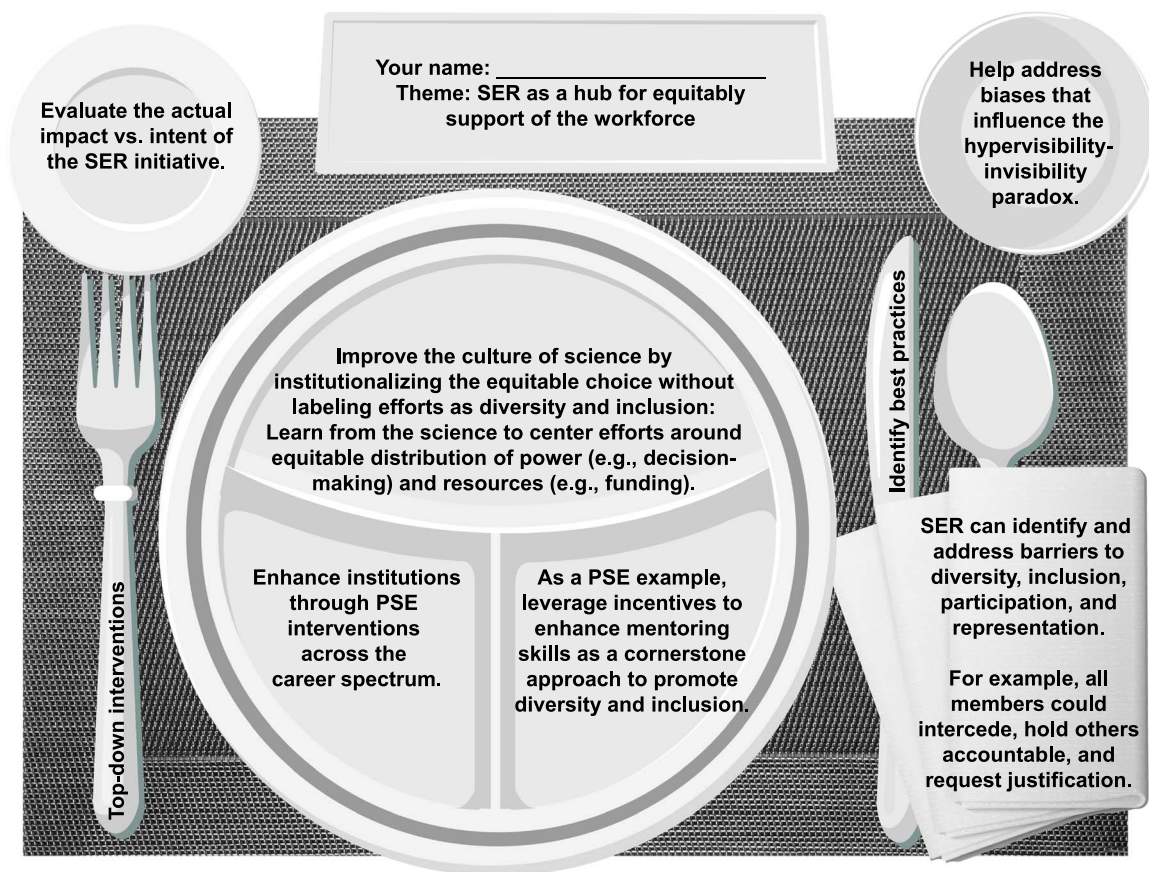 Your name: ____________________
Theme: SER as a hub for equitably
support of the workforce
Evaluate the actual
impact vs. intent of
the SER initiative.
Help address
biases that
influence the
hypervisibility-
invisibility
paradox.
Improve the culture of science by
institutionalizing the equitable choice without
labeling efforts as diversity and inclusion:
Learn from the science to center efforts around
equitable distribution of power (e.g., decision-
making) and resources (e.g., funding).
Enhance institutions
through PSE
interventions
across the
career spectrum.
As a PSE example,
leverage incentives to
enhance mentoring
skills as a cornerstone
approach to promote
diversity and inclusion.
Top-down interventions
Identify best practices
SER can identify and
address barriers to
diversity, inclusion,
participation, and
representation.
For example, all
members could
intercede, hold others
accountable, and
request justification.